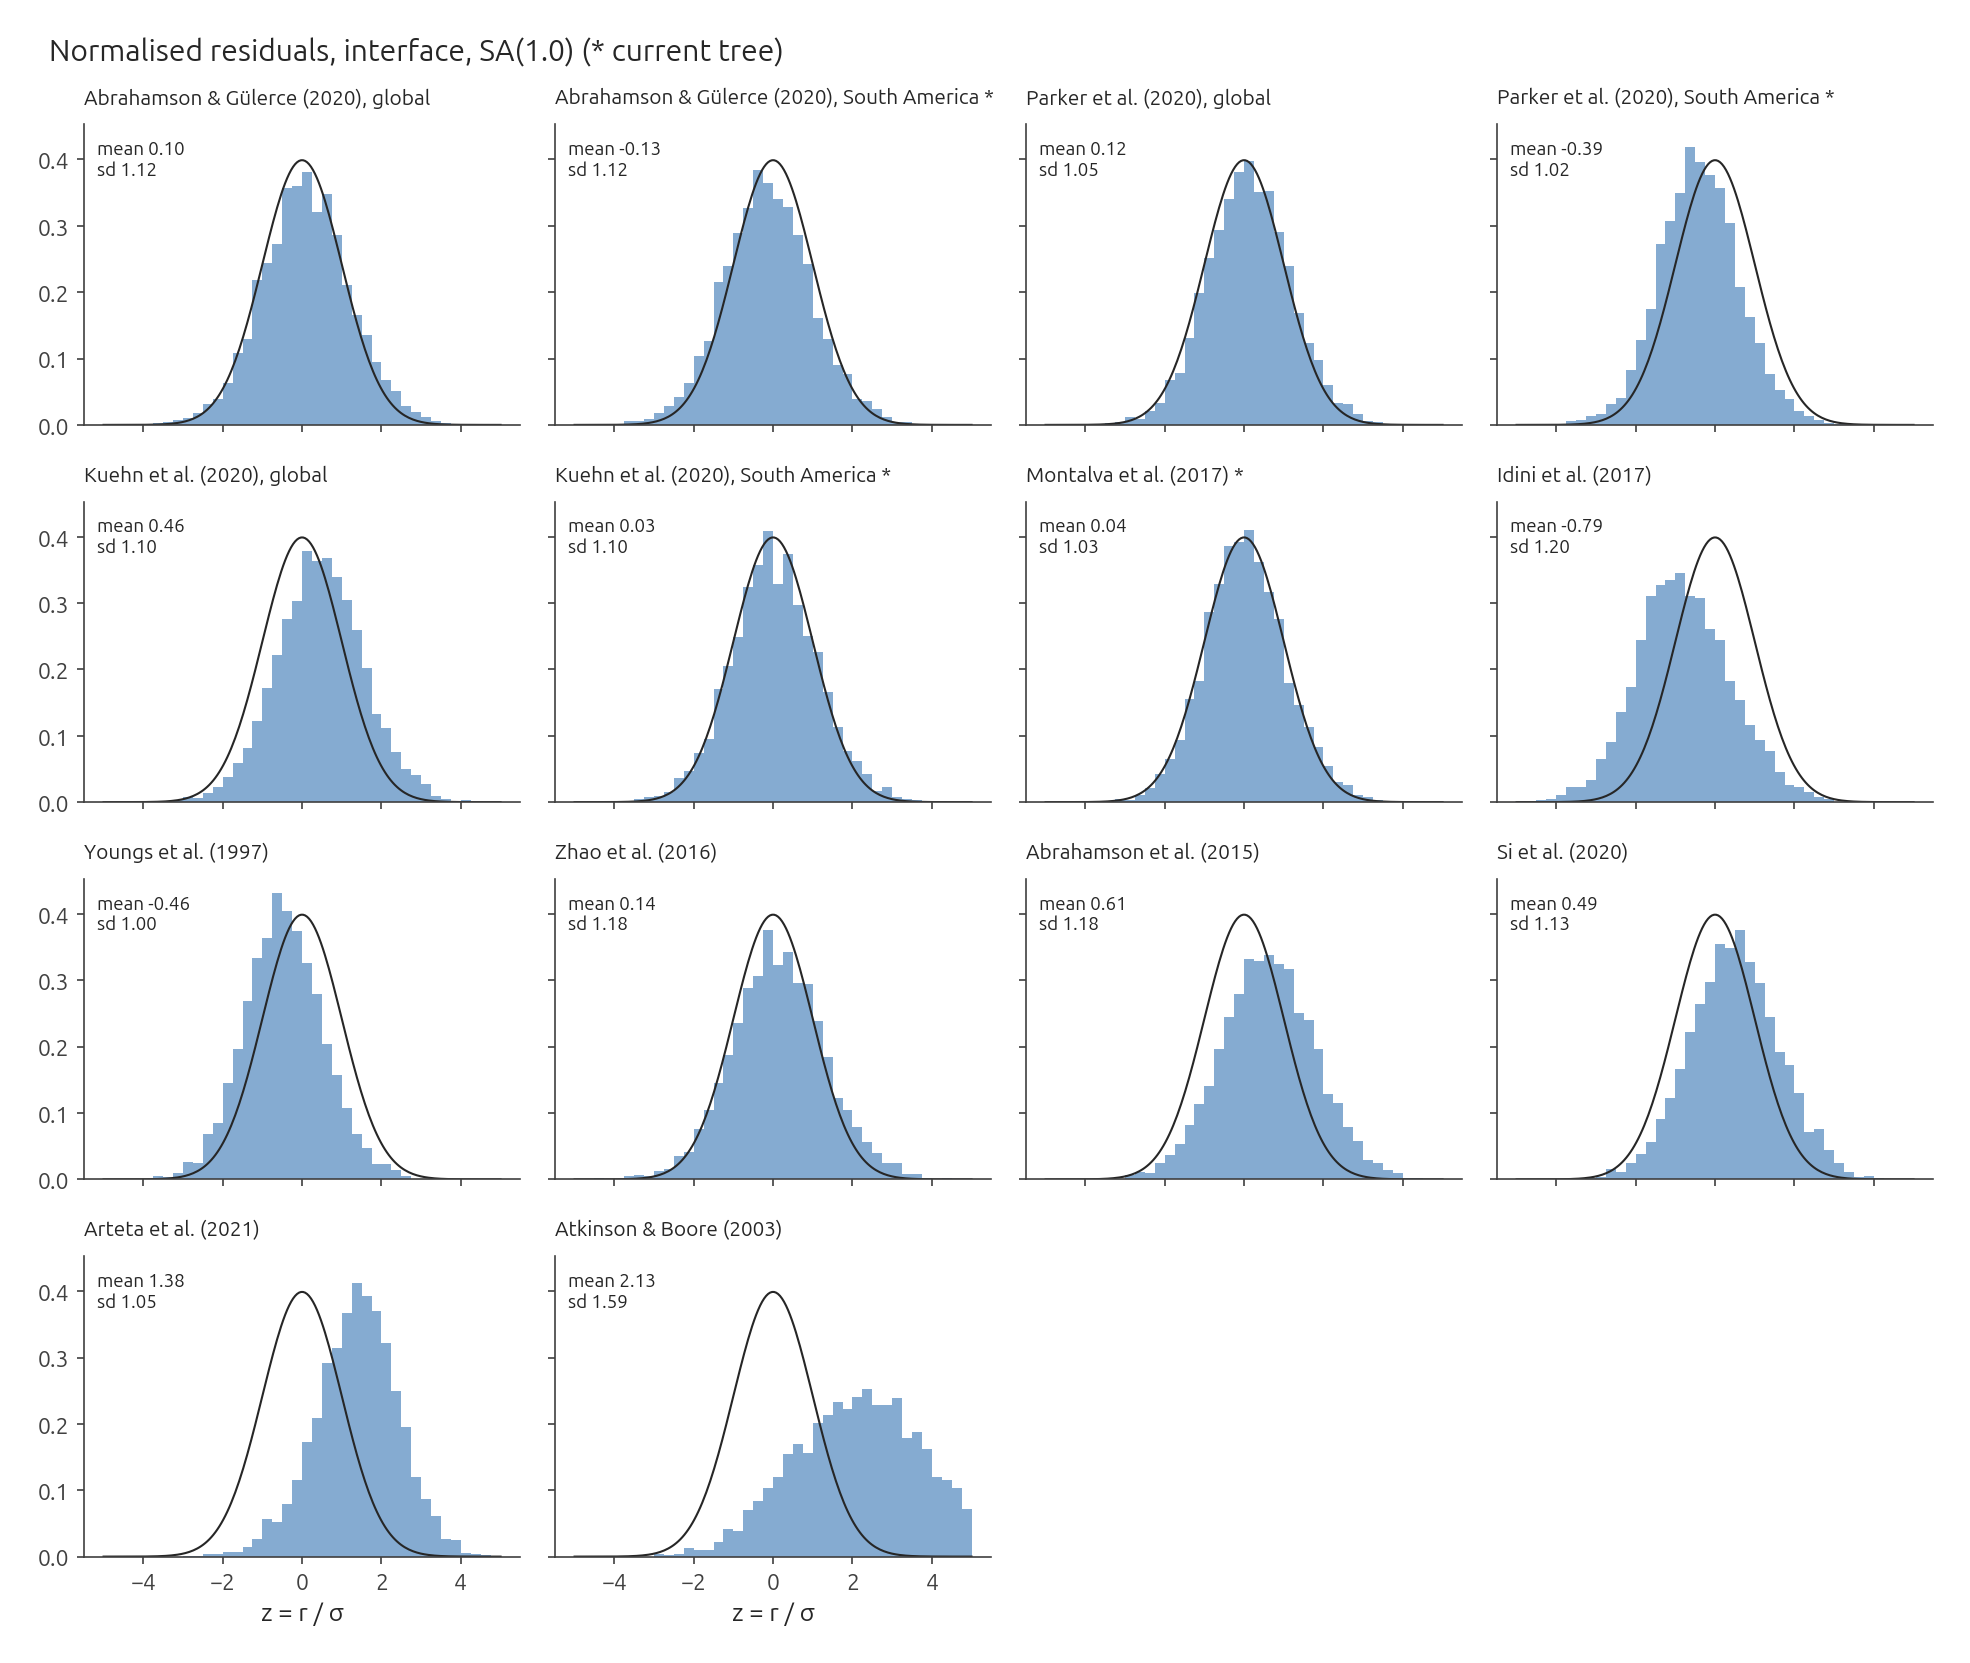 Normalised residuals, interface, SA(1.0) (* current tree)
Abrahamson & Gülerce (2020), global
mean 0.10
sd 1.12
0.4
0.3
0.2
0.1
0.0
Abrahamson & Gülerce (2020), South America *
mean -0.13
sd 1.12
Parker et al. (2020), global
mean 0.12
sd 1.05
Parker et al. (2020), South America *
mean -0.39
sd 1.02
Kuehn et al. (2020), global
mean 0.46
sd 1.10
0.4
0.3
0.2
0.1
0.0
Kuehn et al. (2020), South America *
mean 0.03
sd 1.10
Montalva et al. (2017) *
mean 0.04
sd 1.03
Idini et al. (2017)
mean -0.79
sd 1.20
Youngs et al. (1997)
mean -0.46
sd 1.00
0.4
0.3
0.2
0.1
0.0
Zhao et al. (2016)
mean 0.14
sd 1.18
Abrahamson et al. (2015)
mean 0.61
sd 1.18
Si et al. (2020)
mean 0.49
sd 1.13
Arteta et al. (2021)
mean 1.38
sd 1.05
0.4
0.3
0.2
0.1
0.0
−4 −2 0 2 4
z = r / σ
Atkinson & Boore (2003)
mean 2.13
sd 1.59
−4 −2 0 2 4
z = r / σ